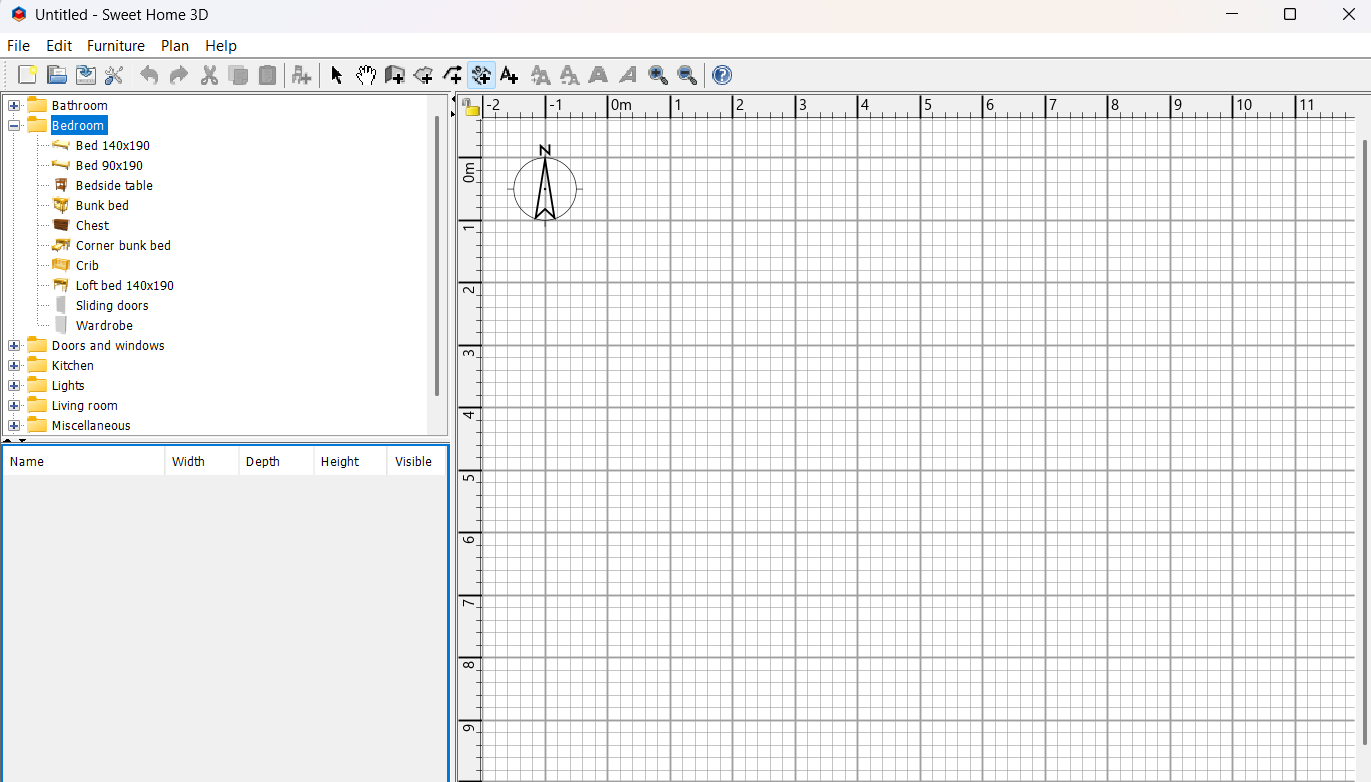 Untitled - Sweet Home 3D
File Edit Furniture Plan Help
Bathroom
Bedroom
Bed 140x190
Bed 90x190
Bedside table
Bunk bed
Chest
Corner bunk bed
Crib
Loft bed 140x190
Sliding doors
Wardrobe
Doors and windows
Kitchen
Lights
Living room
Miscellaneous
Name Width Depth Height Visible
-2 -1 0m 1 2 3 4 5 6 7 8 9 10 11
N
0m
1
2
3
4
5
6
7
8
9